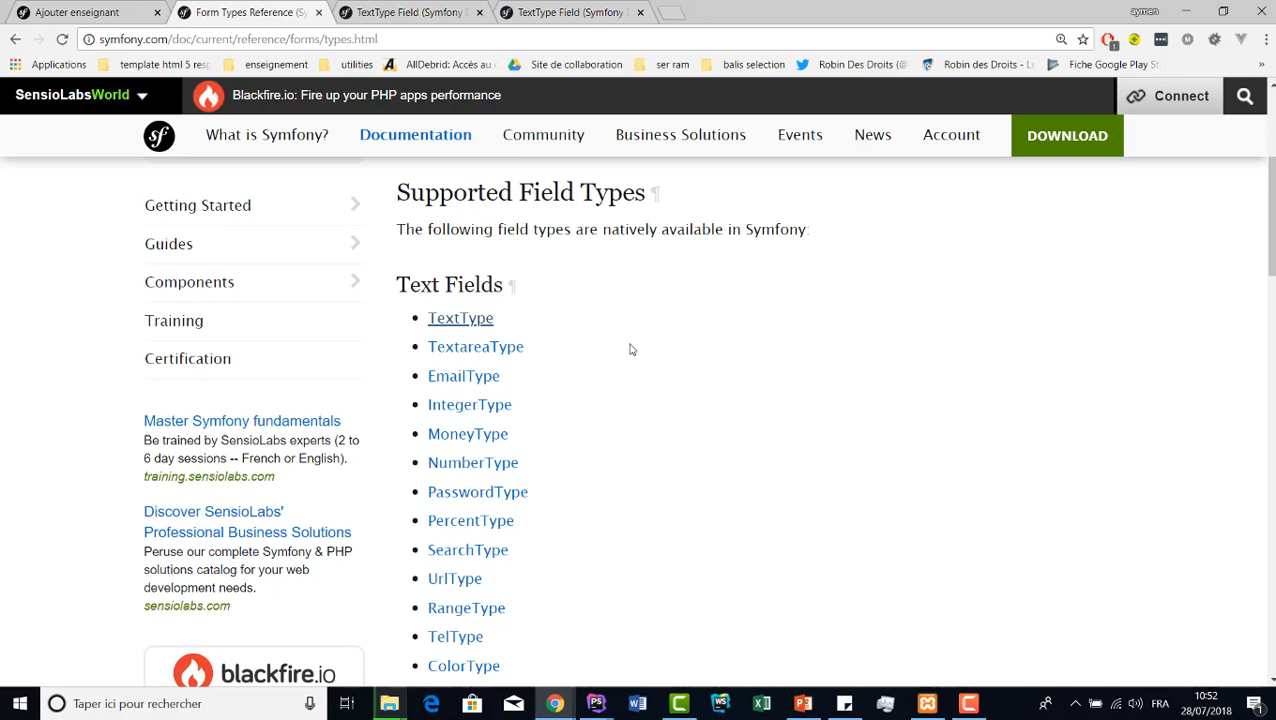 Ajouter enseignant
Form Types Reference (Sy
TextType Field (Symfony D
TextType Field (Symfony D
aymen
symfony.com/doc/current/reference/forms/types.html
1
Applications
template html 5 resp
enseignement
utilities
AllDebrid: Accés au c
Site de collaboration
ser ram
balis selection
Robin Des Droits (@
Robin des Droits - Le
Fiche Google Play St
»
SensioLabsWorld
Blackfire.io: Fire up your PHP apps performance
Connect
sf
What is Symfony?
Documentation
Community
Business Solutions
Events
News
Account
DOWNLOAD
Getting Started
Guides
Components
Training
Certification
Master Symfony fundamentals
Be trained by SensioLabs experts (2 to
6 day sessions -- French or English).
training.sensiolabs.com
Discover SensioLabs'
Professional Business Solutions
Peruse our complete Symfony & PHP
solutions catalog for your web
development needs.
sensiolabs.com
blackfire.io
Supported Field Types ¶
The following field types are natively available in Symfony:
Text Fields ¶
• TextType
• TextareaType
• EmailType
• IntegerType
• MoneyType
• NumberType
• PasswordType
• PercentType
• SearchType
• UrlType
• RangeType
• TelType
• ColorType
Taper ici pour rechercher
FRA
10:52
28/07/2018